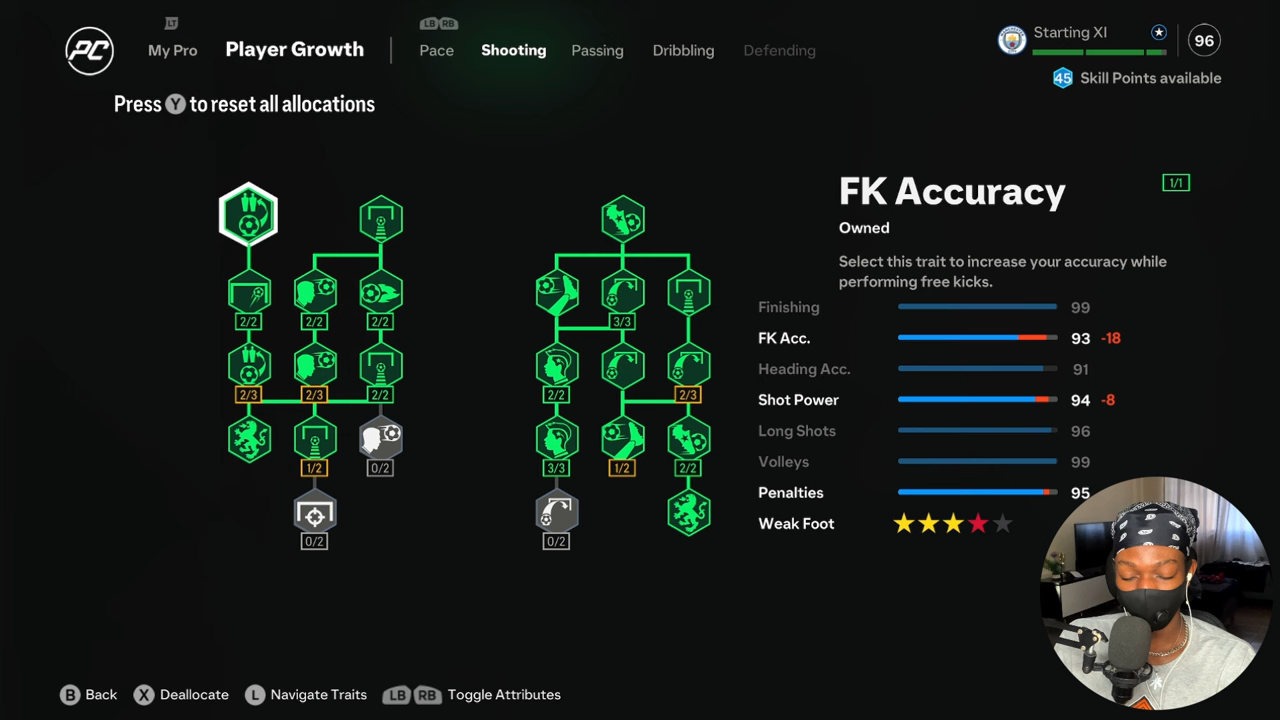 LT
LB RB
PC
My Pro
Player Growth
Pace
Shooting
Passing
Dribbling
Defending
Starting XI
96
45 Skill Points available
Press Y to reset all allocations
FK Accuracy
1/1
Owned
Select this trait to increase your accuracy while
performing free kicks.
Finishing 99
FK Acc. 93 -18
Heading Acc. 91
Shot Power 94 -8
Long Shots 96
Volleys 99
Penalties 95
Weak Foot
2/2 2/2 2/2 3/3
2/3 2/3 2/2 2/2 2/3
1/2 0/2 3/3 1/2 2/2
0/2 0/2
B Back X Deallocate L Navigate Traits LB RB Toggle Attributes